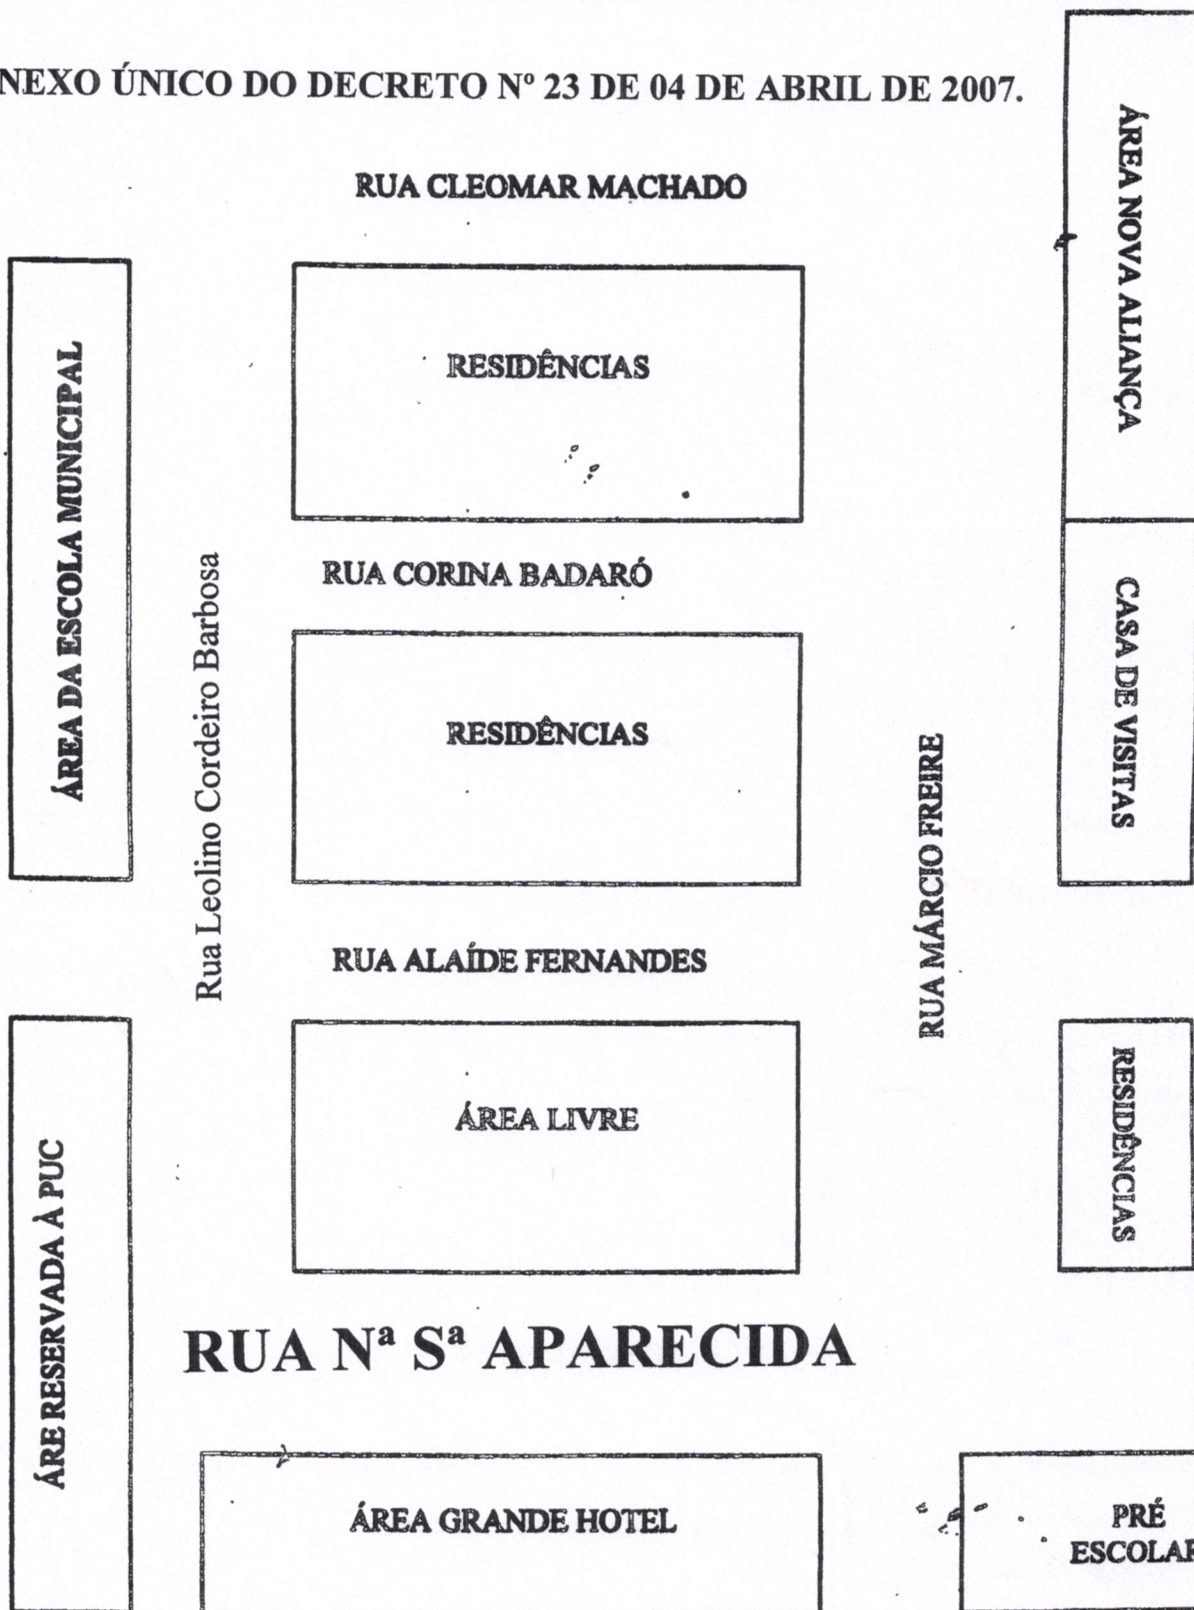 NEXO ÚNICO DO DECRETO Nº 23 DE 04 DE ABRIL DE 2007.
RUA CLEOMAR MACHADO
ÁREA NOVA ALIANÇA
RESIDÊNCIAS
ÁREA DA ESCOLA MUNICIPAL
Rua Leolino Cordeiro Barbosa
RUA CORINA BADARÓ
CASA DE VISITAS
RESIDÊNCIAS
RUA MÁRCIO FREIRE
RUA ALAÍDE FERNANDES
ÁREA LIVRE
RESIDÊNCIAS
ÁRE RESERVADA À PUC
RUA Nª Sª APARECIDA
ÁREA GRANDE HOTEL
PRÉ
ESCOLAR